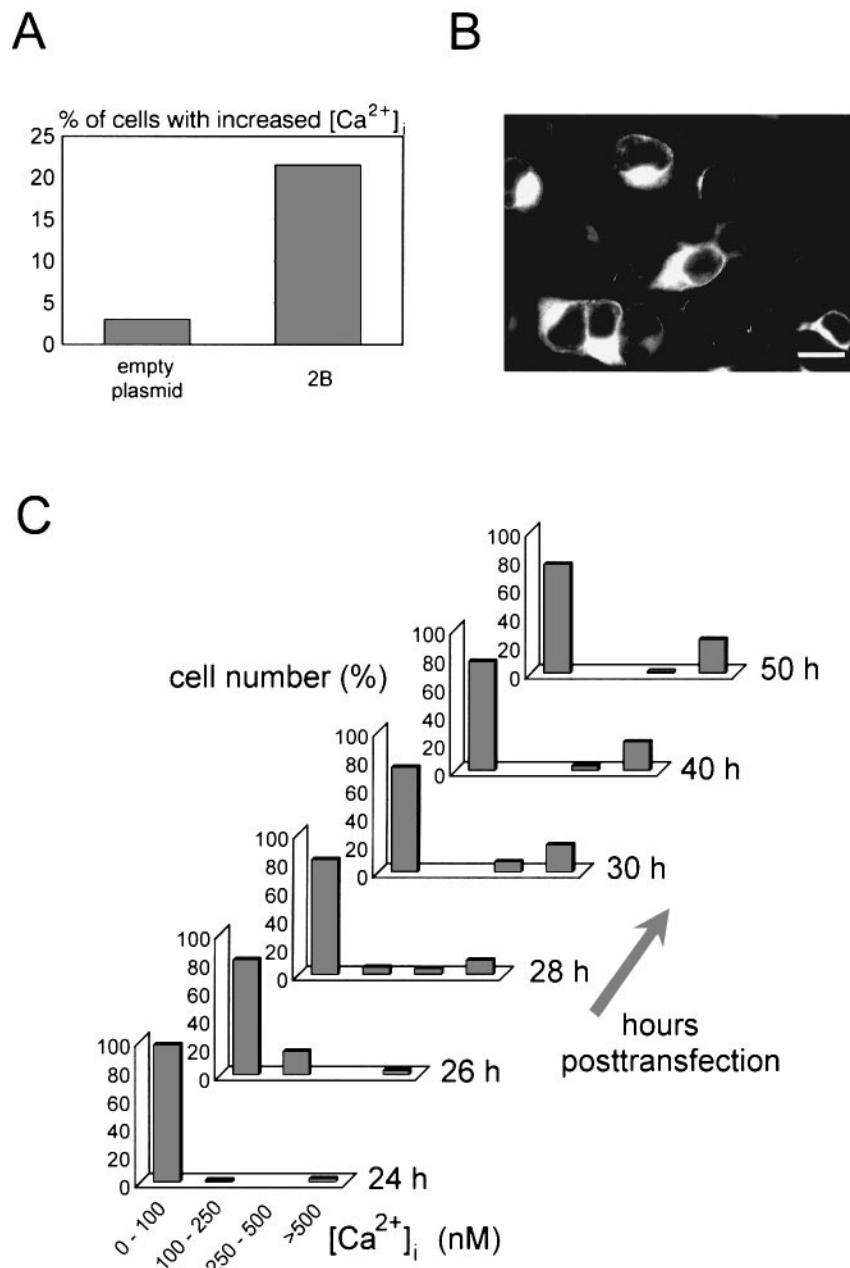 A
% of cells with increased [Ca²⁺]ᵢ
25
20
15
10
5
0
empty
plasmid
2B
B
C
cell number (%)
100
80
60
40
20
0
50 h
100
80
60
40
20
0
40 h
100
80
60
40
20
0
30 h
100
80
60
40
20
0
28 h
100
80
60
40
20
0
26 h
100
80
60
40
20
0
24 h
hours
posttransfection
0 - 100
100 - 250
250 - 500
>500
[Ca²⁺]ᵢ (nM)